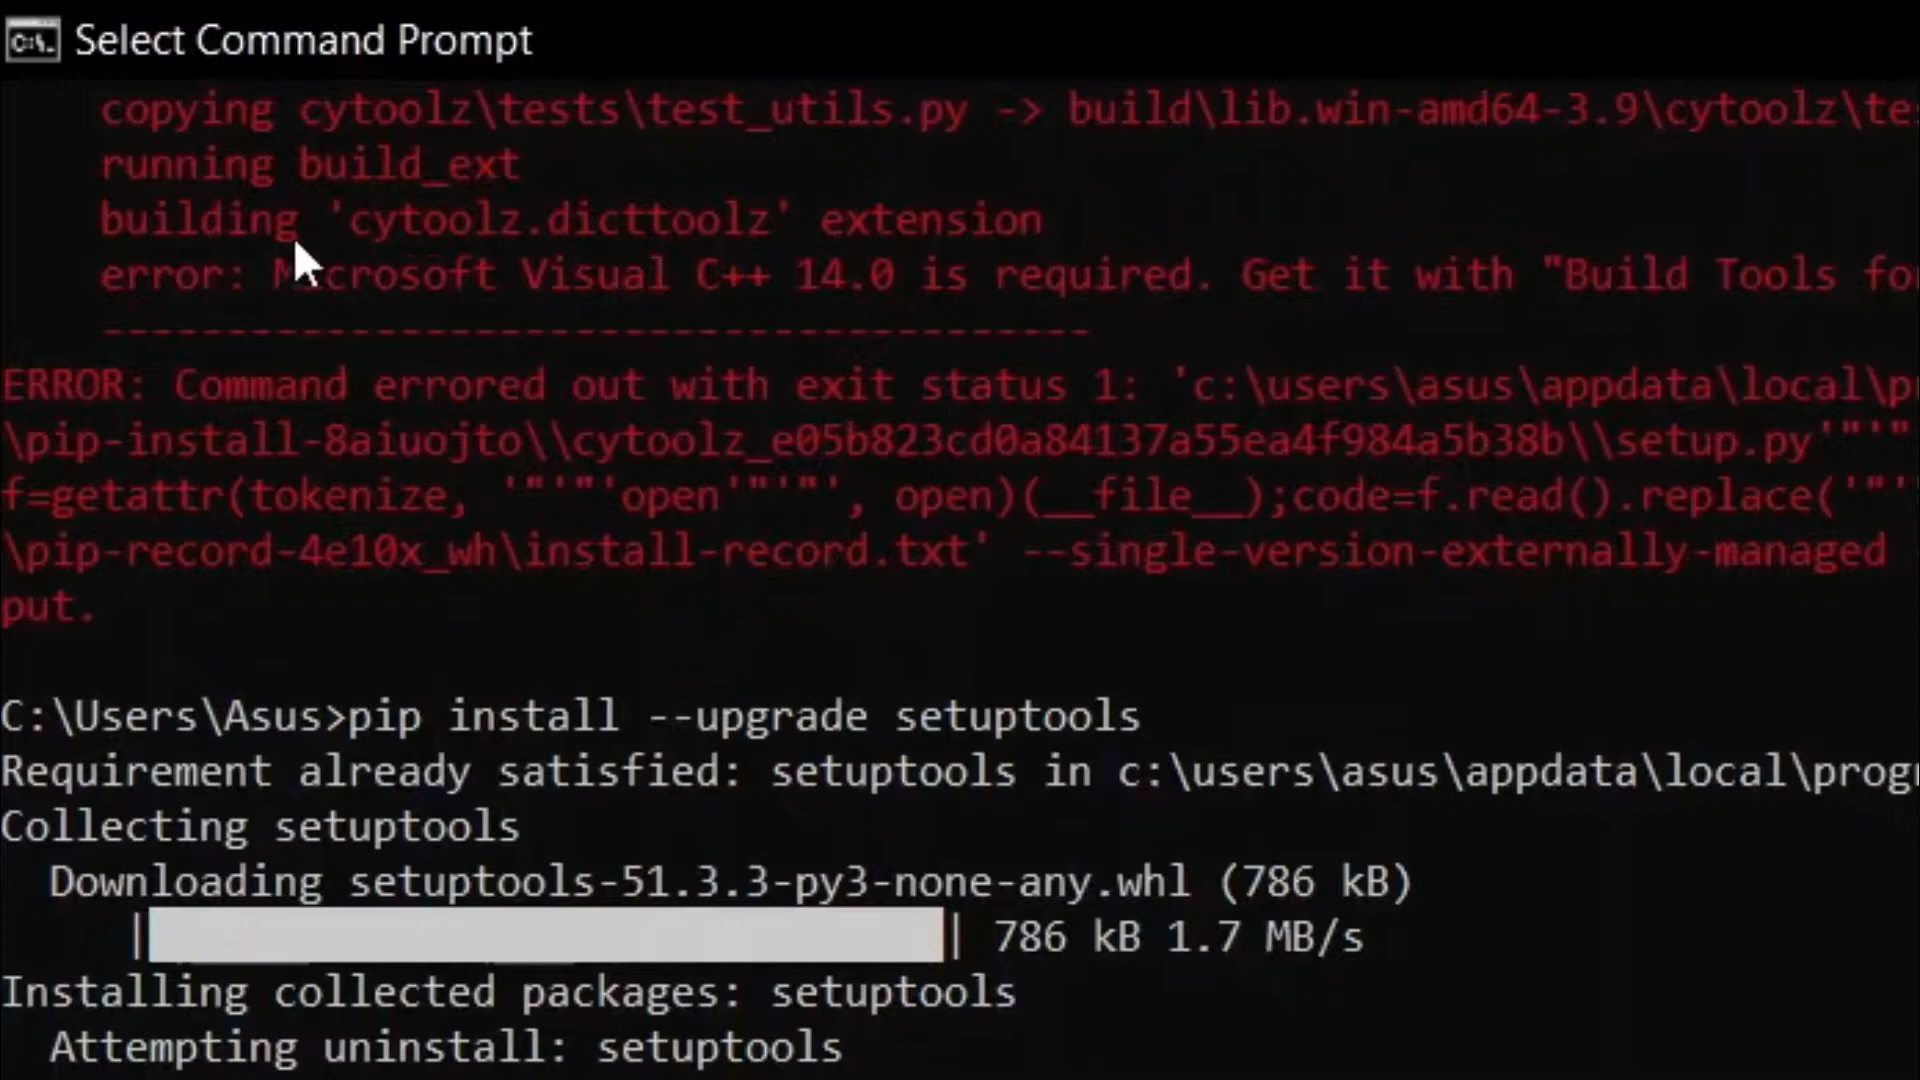 Select Command Prompt
copying cytoolz\tests\test_utils.py -> build\lib.win-amd64-3.9\cytoolz\te
running build_ext
building 'cytoolz.dicttoolz' extension
error: Microsoft Visual C++ 14.0 is required. Get it with "Build Tools fo
----------------------------------------
ERROR: Command errored out with exit status 1: 'c:\users\asus\appdata\local\p
\pip-install-8aiuojto\\cytoolz_e05b823cd0a84137a55ea4f984a5b38b\\setup.py'"'"'
f=getattr(tokenize, '"'"'open'"'"', open)(__file__);code=f.read().replace('"'
\pip-record-4e10x_wh\install-record.txt' --single-version-externally-managed
put.
C:\Users\Asus>pip install --upgrade setuptools
Requirement already satisfied: setuptools in c:\users\asus\appdata\local\prog
Collecting setuptools
Downloading setuptools-51.3.3-py3-none-any.whl (786 kB)
| | 786 kB 1.7 MB/s
Installing collected packages: setuptools
Attempting uninstall: setuptools